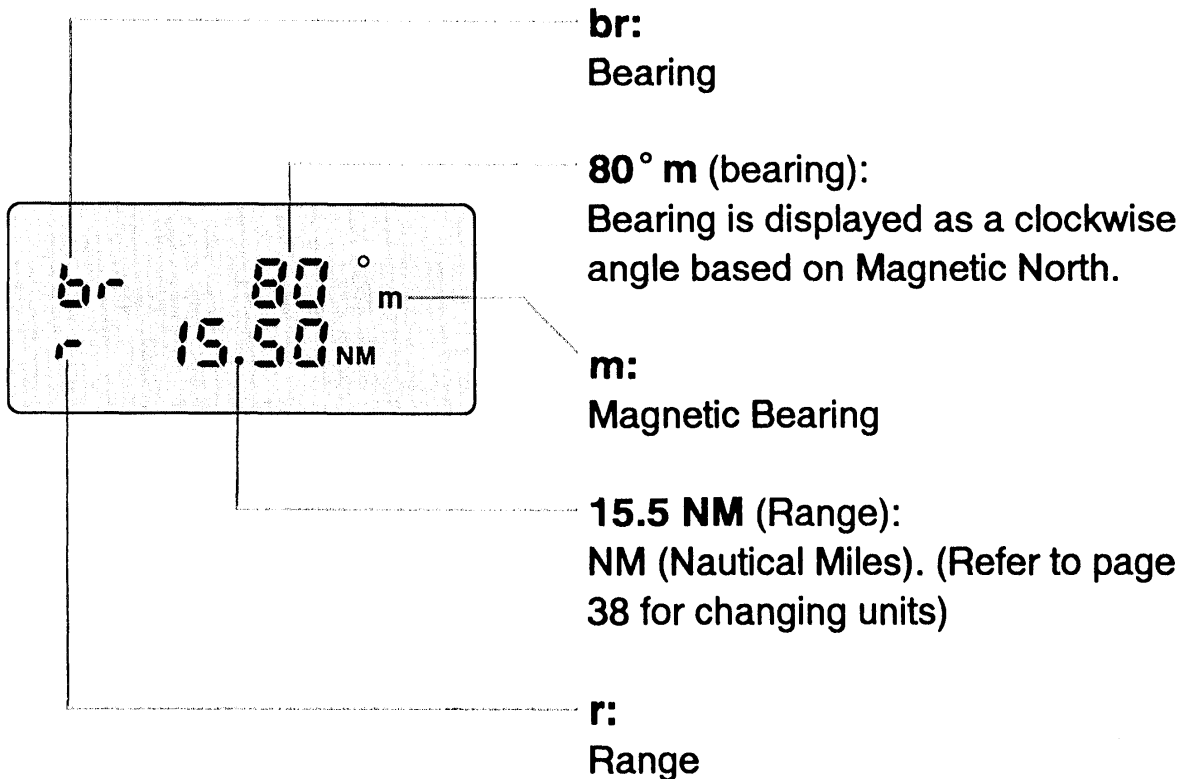 br:
Bearing
80° m (bearing):
Bearing is displayed as a clockwise
angle based on Magnetic North.
br 80 ° m
r 15.50 NM
m:
Magnetic Bearing
15.5 NM (Range):
NM (Nautical Miles). (Refer to page
38 for changing units)
r:
Range